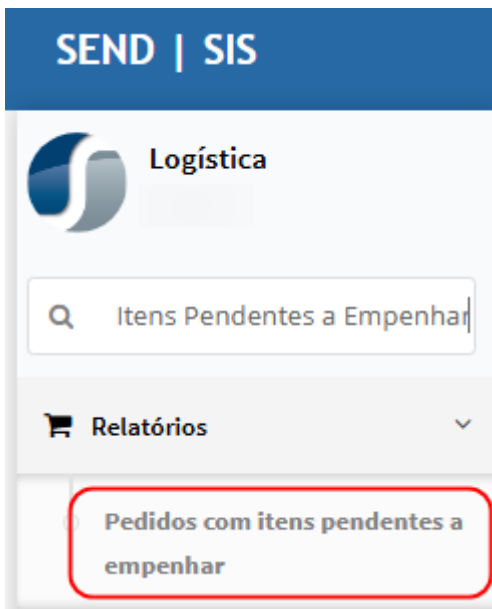 SEND | SIS
Logística
Itens Pendentes a Empenhar
Relatórios
Pedidos com itens pendentes a
empenhar